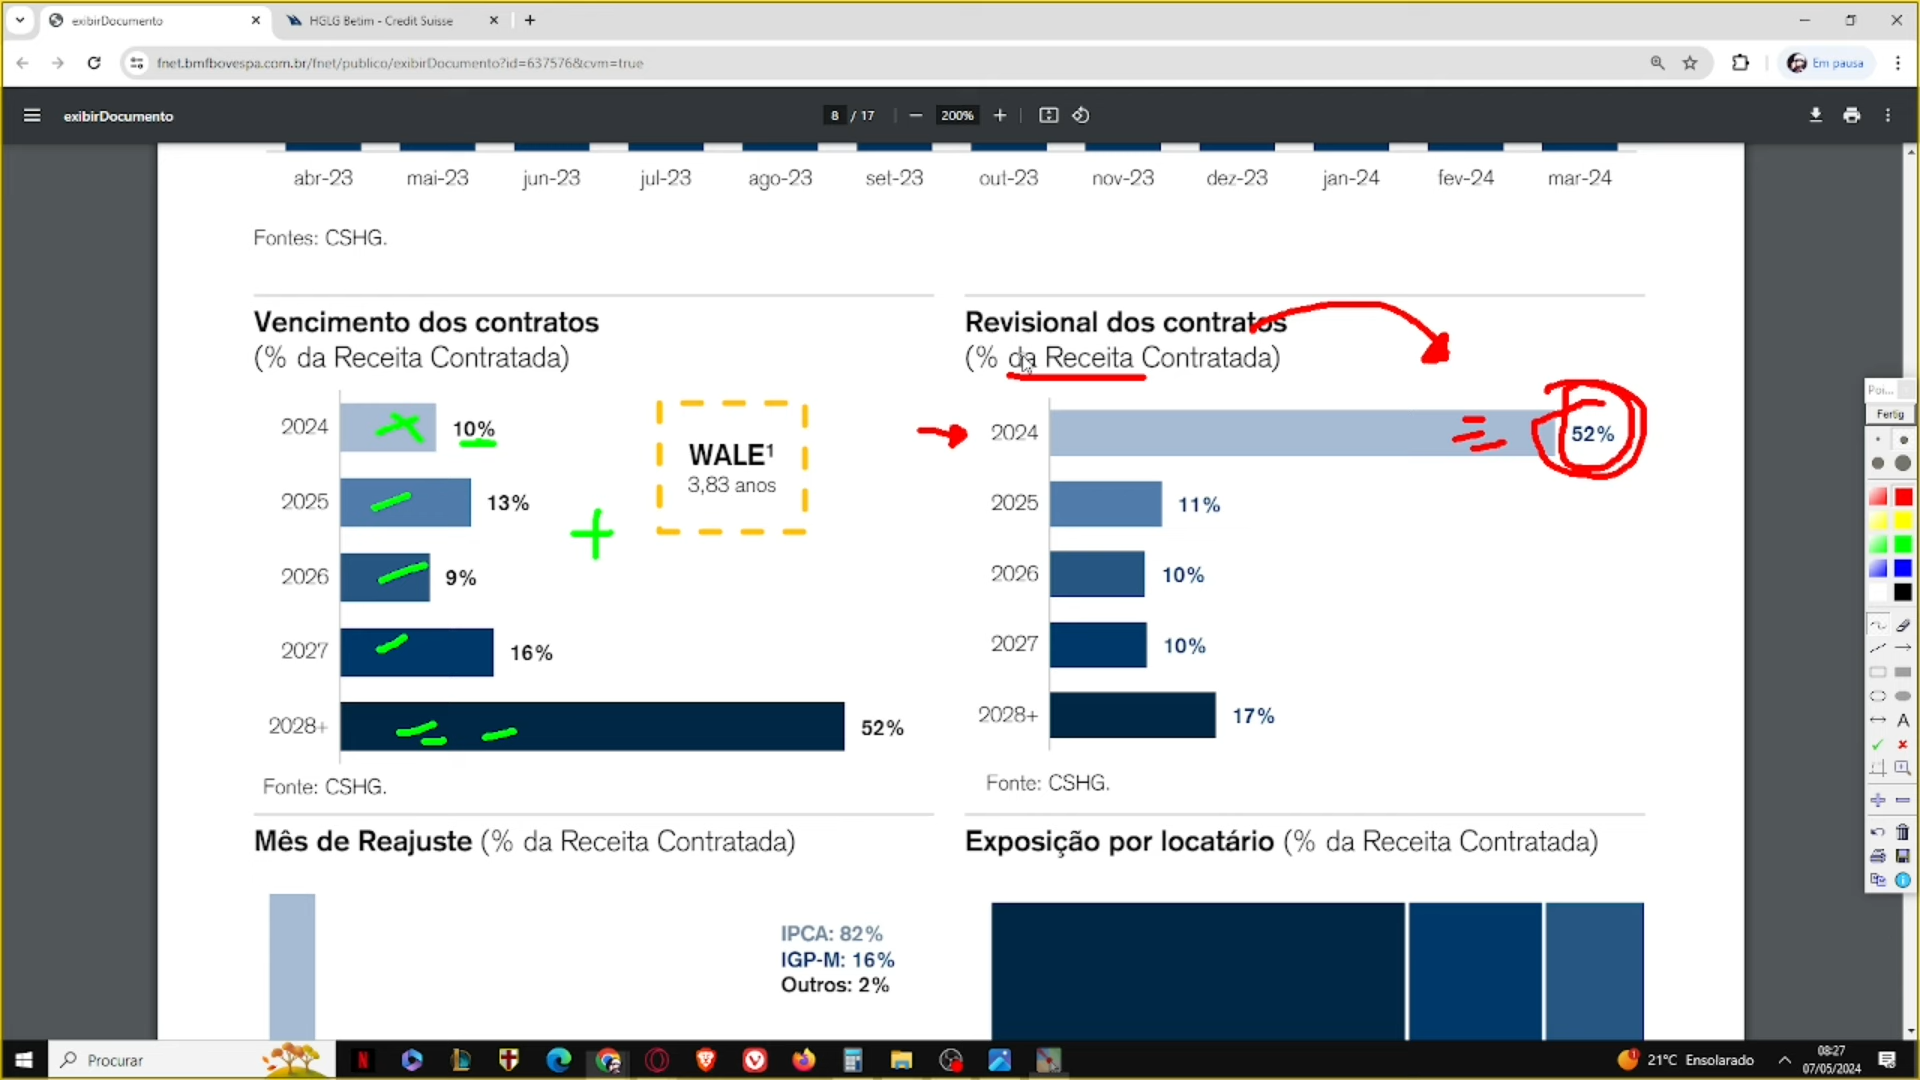 exibirDocumento
HGLG Betim - Credit Suisse
fnet.bmfbovespa.com.br/fnet/publico/exibirDocumento?id=637576&cvm=true
Em pausa
exibirDocumento
8 / 17
200%
abr-23 mai-23 jun-23 jul-23 ago-23 set-23 out-23 nov-23 dez-23 jan-24 fev-24 mar-24
Fontes: CSHG.
Vencimento dos contratos
(% da Receita Contratada)
2024 10%
2025 13%
2026 9%
2027 16%
2028+ 52%
WALE¹
3,83 anos
Fonte: CSHG.
Revisional dos contratos
(% da Receita Contratada)
2024 52%
2025 11%
2026 10%
2027 10%
2028+ 17%
Fonte: CSHG.
Mês de Reajuste (% da Receita Contratada)
IPCA: 82%
IGP-M: 16%
Outros: 2%
Exposição por locatário (% da Receita Contratada)
Poi...
Fertig
A
Procurar
21°C Ensolarado
08:27
07/05/2024